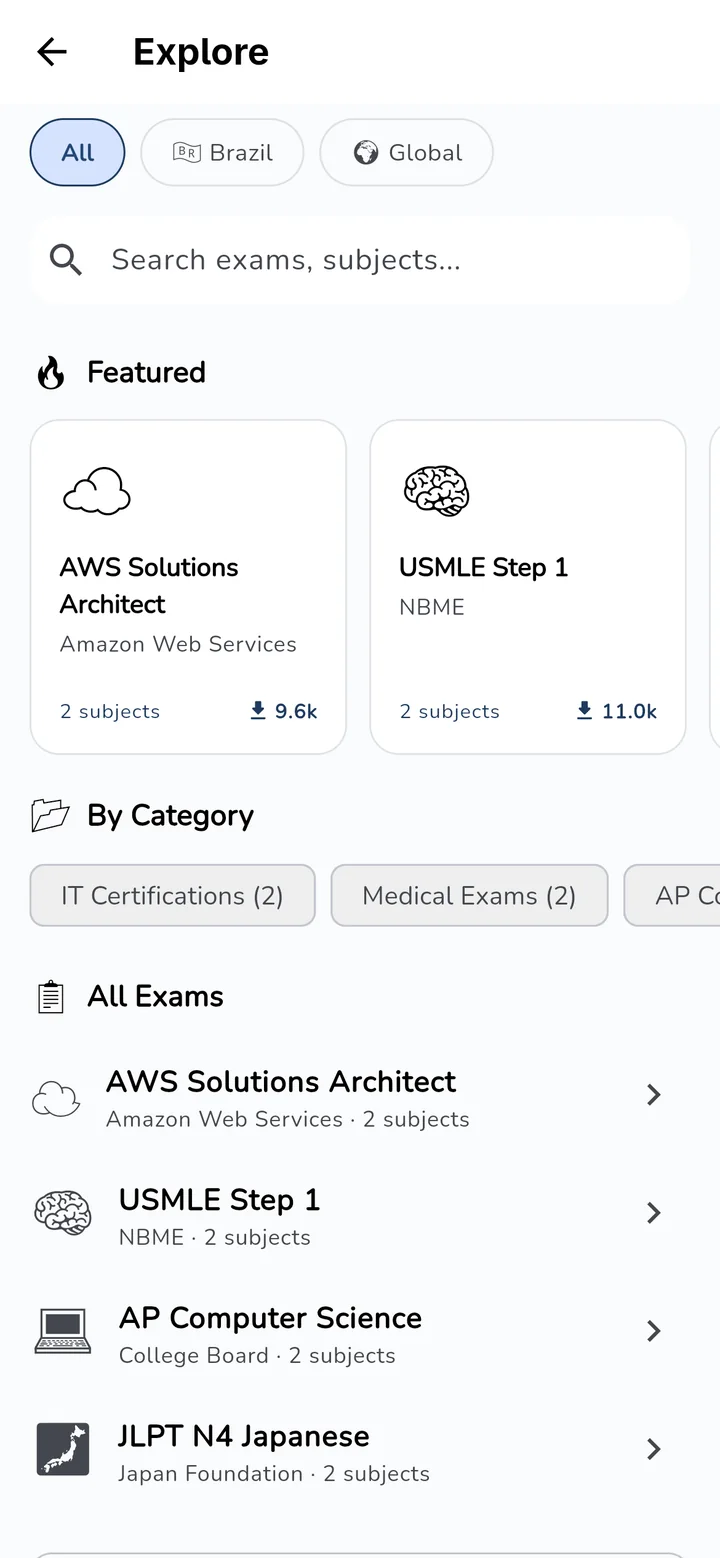 Explore
All
BR Brazil
Global
Search exams, subjects...
Featured
AWS Solutions
Architect
Amazon Web Services
2 subjects
9.6k
USMLE Step 1
NBME
2 subjects
11.0k
By Category
IT Certifications (2)
Medical Exams (2)
AP Co
All Exams
AWS Solutions Architect
Amazon Web Services · 2 subjects
USMLE Step 1
NBME · 2 subjects
AP Computer Science
College Board · 2 subjects
JLPT N4 Japanese
Japan Foundation · 2 subjects